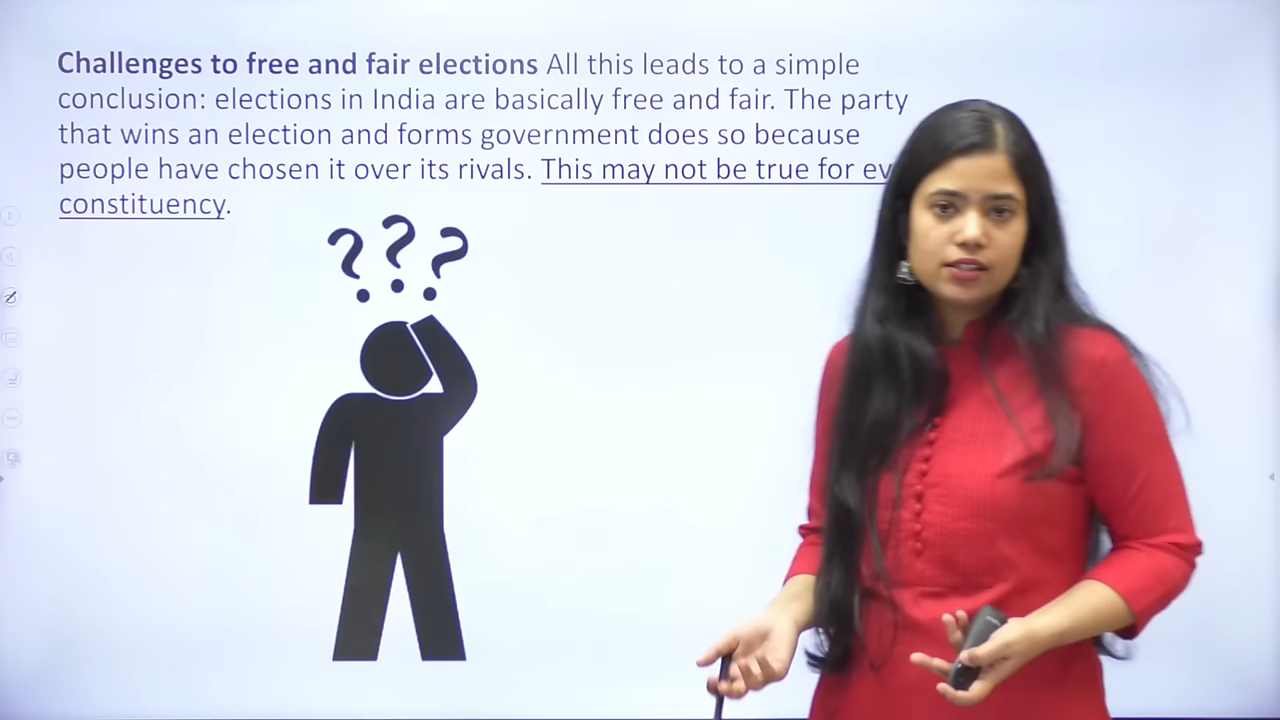 Challenges to free and fair elections All this leads to a simple
conclusion: elections in India are basically free and fair. The party
that wins an election and forms government does so because
people have chosen it over its rivals. This may not be true for
constituency.
? ? ?